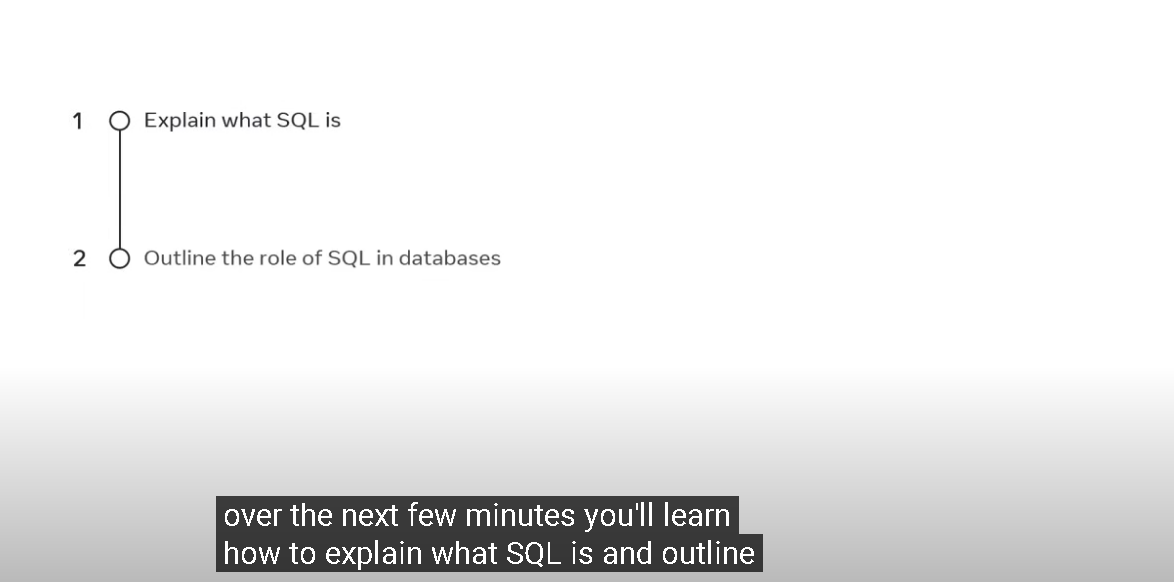 1 Explain what SQL is
2 Outline the role of SQL in databases
over the next few minutes you'll learn
how to explain what SQL is and outline